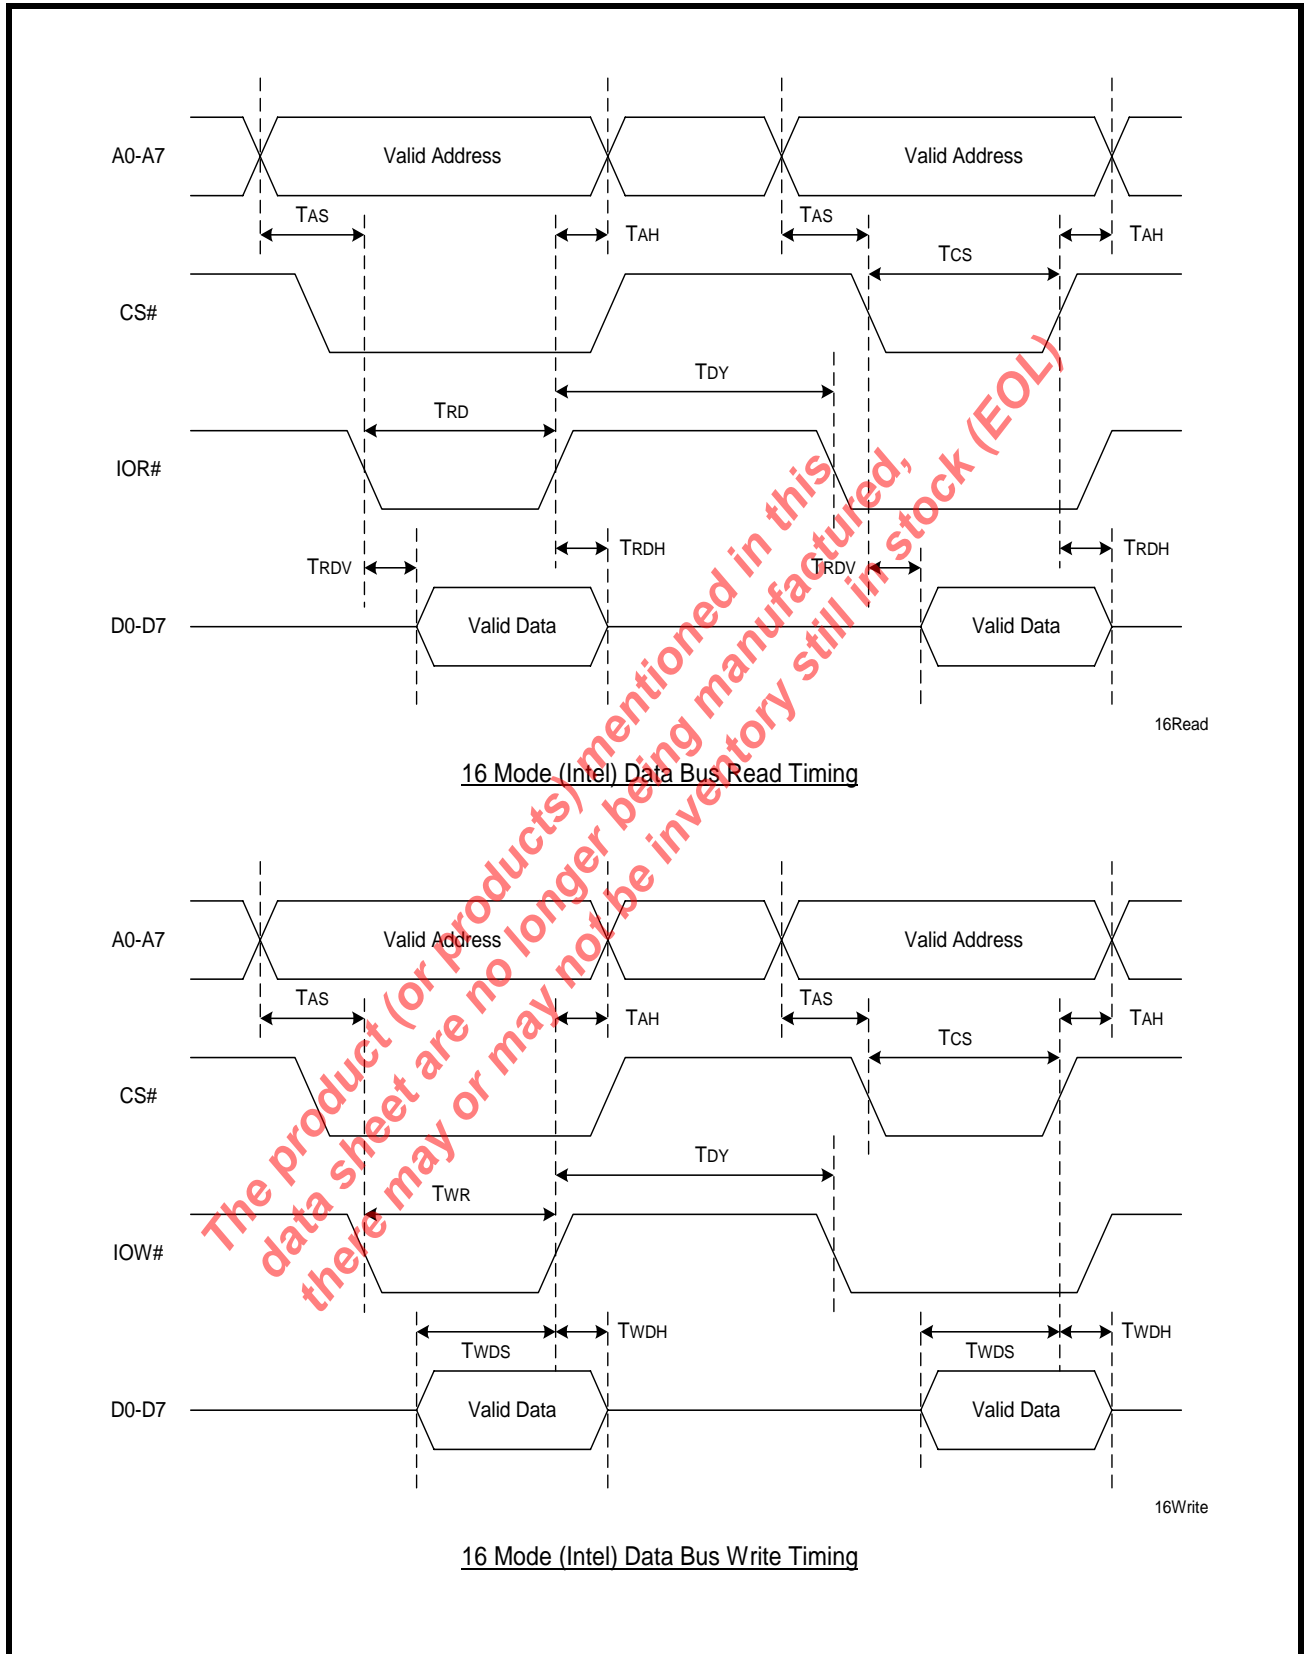 A0-A7
Valid Address
Valid Address
TAS
TAH
TAS
TAH
TCS
CS#
TDY
TRD
IOR#
TRDV
TRDH
TRDV
TRDH
D0-D7
Valid Data
Valid Data
16Read
16 Mode (Intel) Data Bus Read Timing
A0-A7
Valid Address
Valid Address
TAS
TAH
TAS
TAH
TCS
CS#
TDY
TWR
IOW#
TWDS
TWDH
TWDS
TWDH
D0-D7
Valid Data
Valid Data
16Write
16 Mode (Intel) Data Bus Write Timing
The product (or products) mentioned in this
data sheet are no longer being manufactured,
there may or may not be inventory still in stock (EOL)